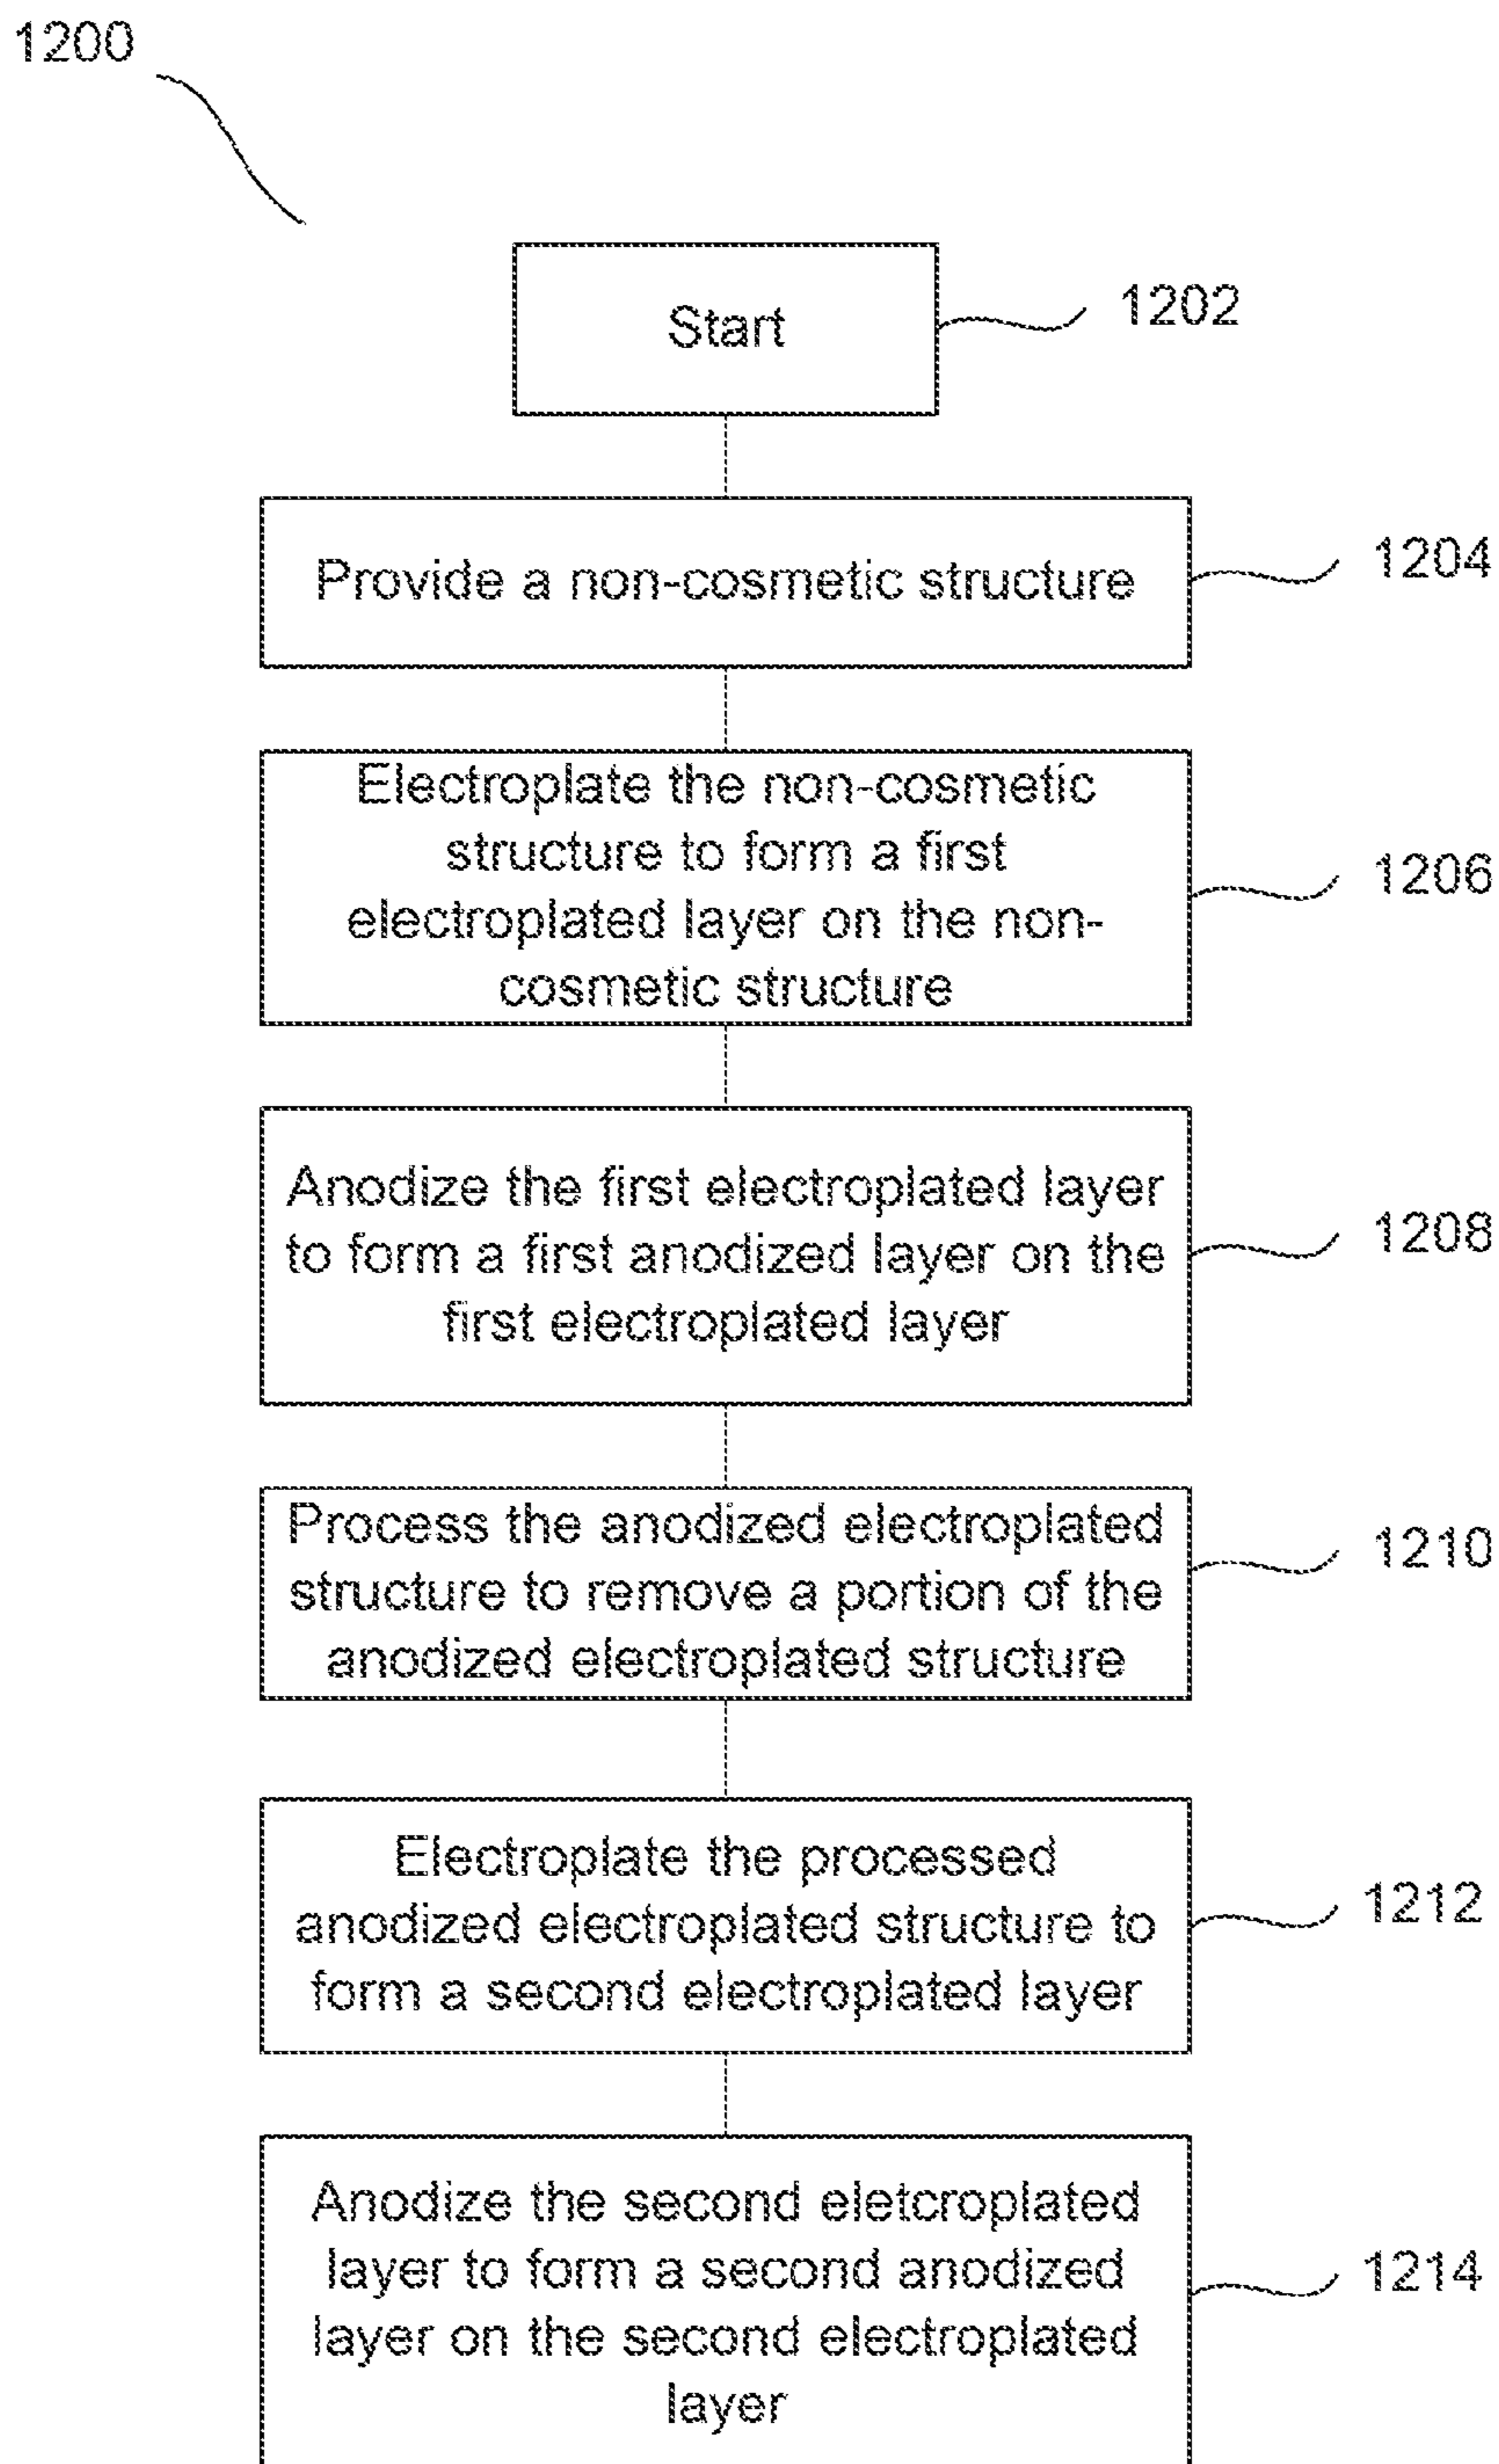 1200
Start
1202
Provide a non-cosmetic structure
1204
Electroplate the non-cosmetic
structure to form a first
electroplated layer on the non-
cosmetic structure
1206
Anodize the first electroplated layer
to form a first anodized layer on the
first electroplated layer
1208
Process the anodized electroplated
structure to remove a portion of the
anodized electroplated structure
1210
Electroplate the processed
anodized electroplated structure to
form a second electroplated layer
1212
Anodize the second eletcroplated
layer to form a second anodized
layer on the second electroplated
layer
1214